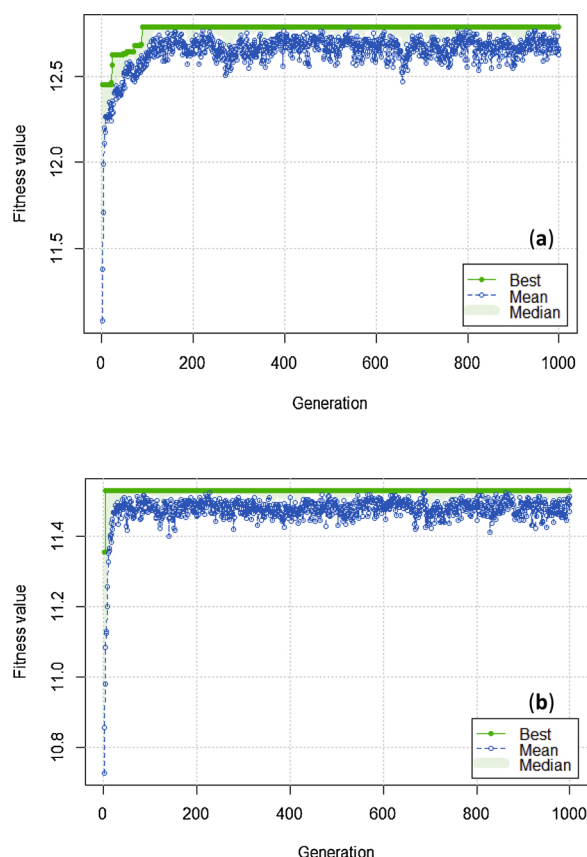 12.5
12.0
11.5
Fitness value
(a)
Best
Mean
Median
0 200 400 600 800 1000
Generation
11.4
11.2
11.0
10.8
Fitness value
(b)
Best
Mean
Median
0 200 400 600 800 1000
Generation